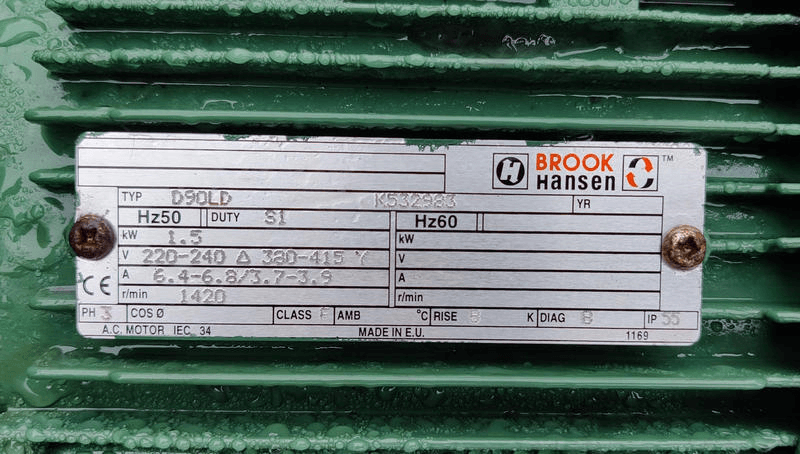 BROOK Hansen ™
TYP D90LD K532983 YR
Hz50 DUTY S1 Hz60
kW 1.5 kW
V 220-240 Δ 380-415 Y V
A 6.4-6.8/3.7-3.9 A
r/min 1420 r/min
CE
PH 3 COS Ø CLASS F AMB °C RISE B K DIAG 8 IP 55
A.C. MOTOR IEC 34 MADE IN E.U. 1169